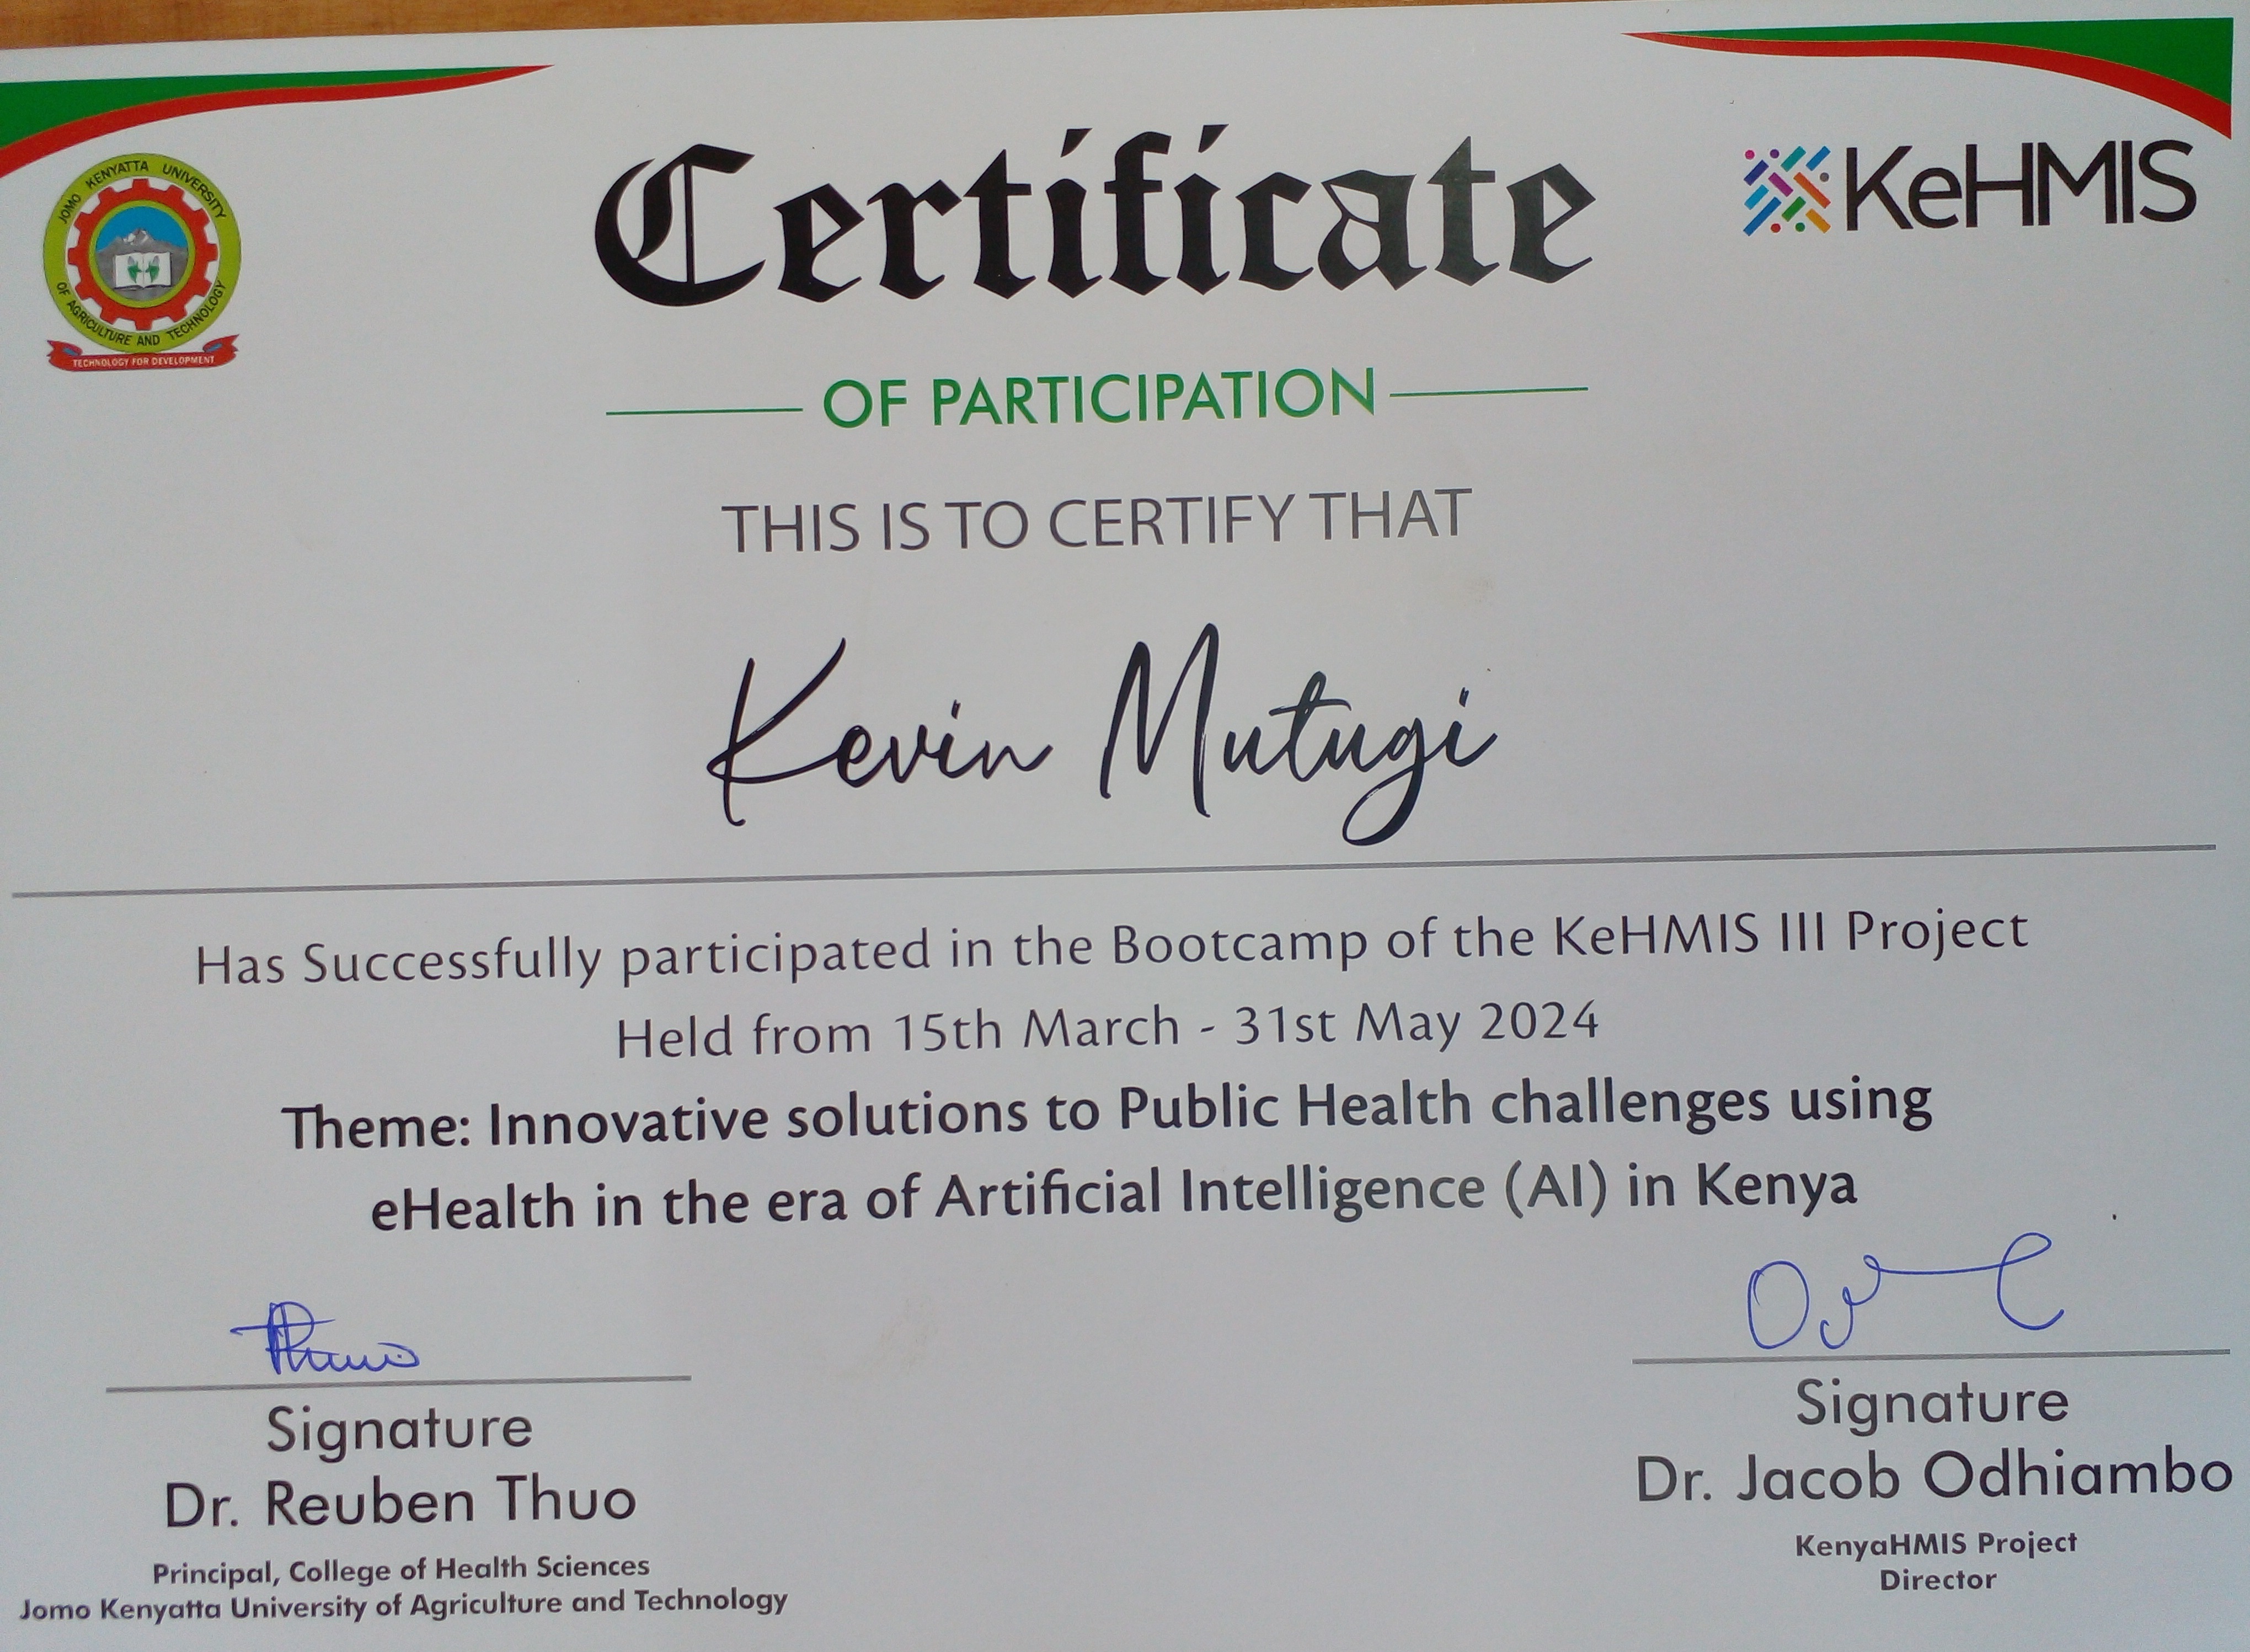 JOMO KENYATTA UNIVERSITY
OF AGRICULTURE AND TECHNOLOGY
TECHNOLOGY FOR DEVELOPMENT
KeHMIS
Certificate
OF PARTICIPATION
THIS IS TO CERTIFY THAT
Kevin Mutugi
Has Successfully participated in the Bootcamp of the KeHMIS III Project
Held from 15th March - 31st May 2024
Theme: Innovative solutions to Public Health challenges using
eHealth in the era of Artificial Intelligence (AI) in Kenya
Signature
Dr. Reuben Thuo
Principal, College of Health Sciences
Jomo Kenyatta University of Agriculture and Technology
Signature
Dr. Jacob Odhiambo
KenyaHMIS Project
Director